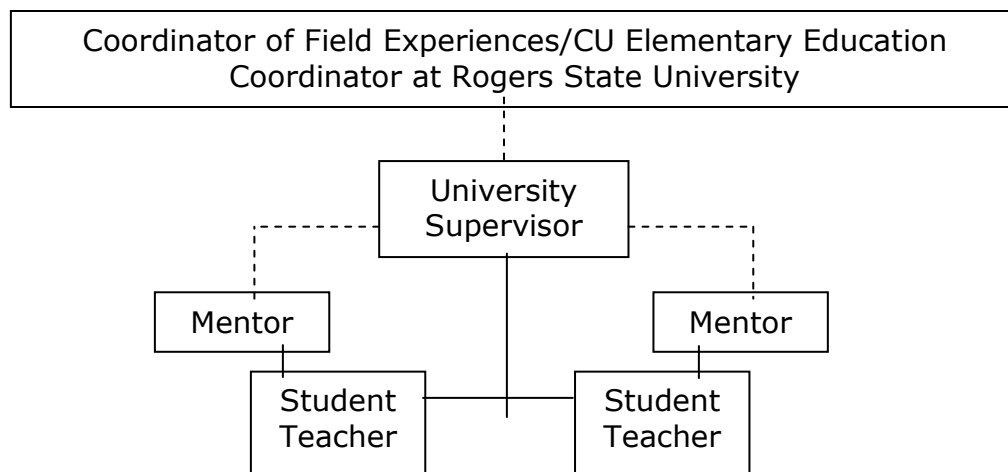 Coordinator of Field Experiences/CU Elementary Education
Coordinator at Rogers State University
University
Supervisor
Mentor
Mentor
Student
Teacher
Student
Teacher